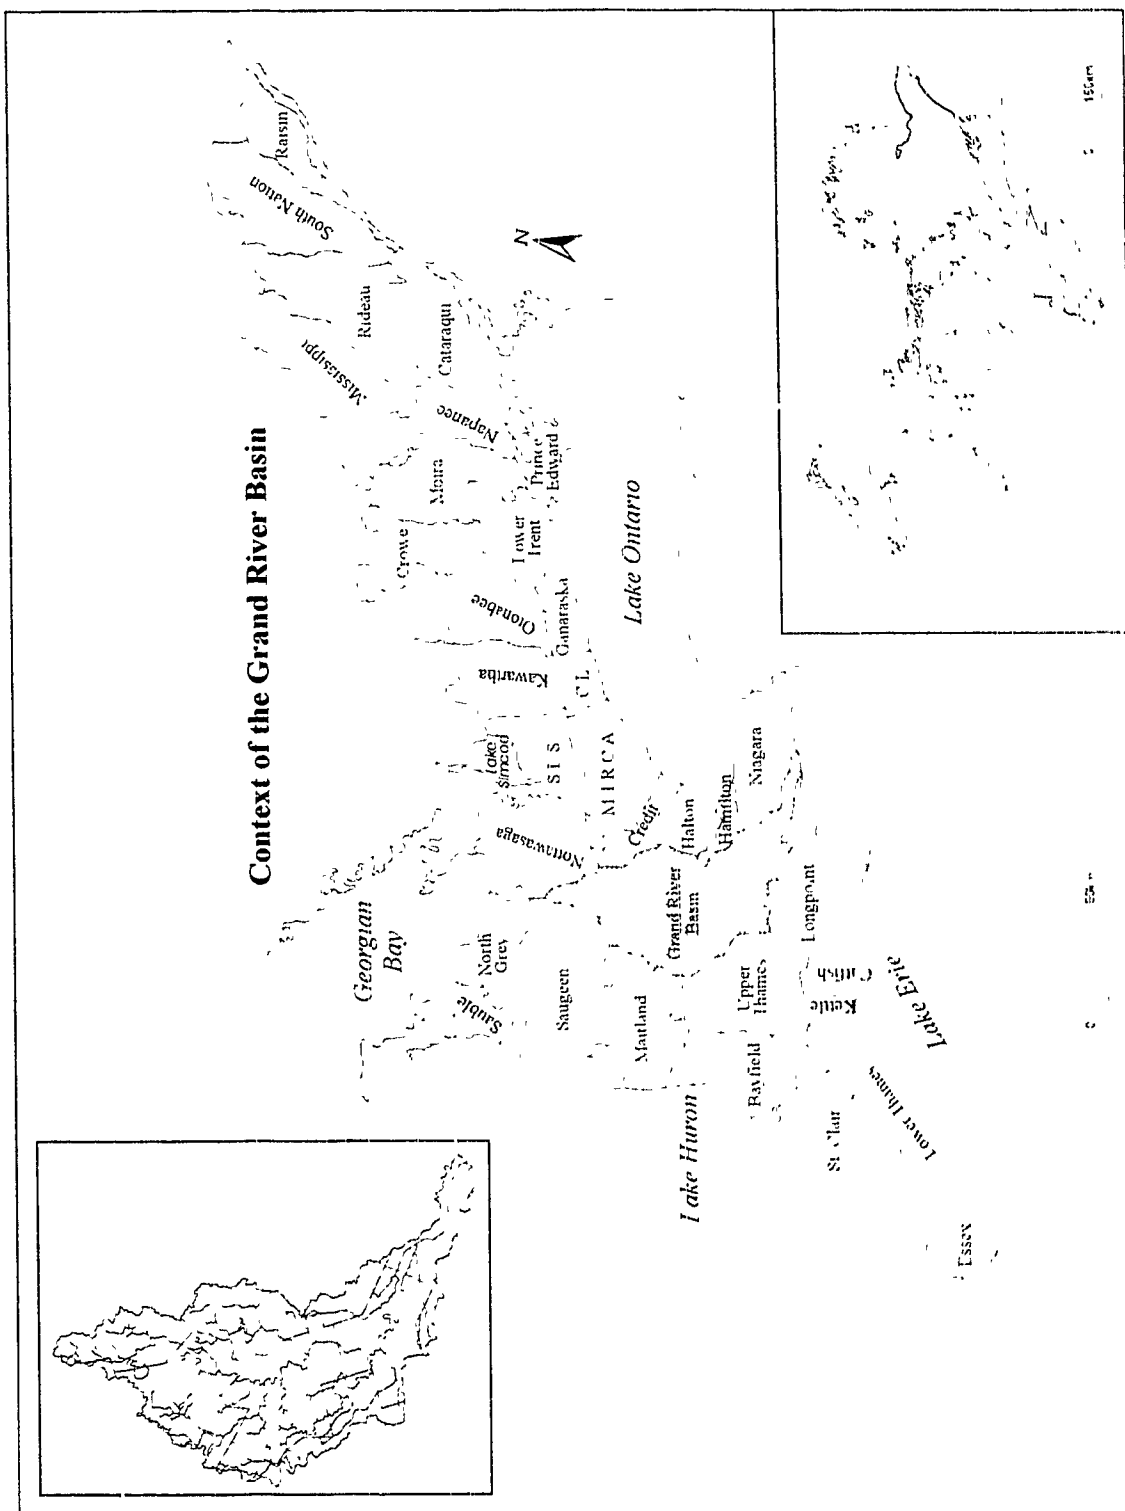 Context of the Grand River Basin
Raisin
South Nation
Rideau
Mississippi
Cataraqui
Napanee
Moira
Prince
Edward
Crowe
Lower
Trent
Otonabee
Ganaraska
Kawartha
CL
Lake
Simcoe
SIS
MIRCA
Lake Ontario
Nottawasaga
Credit
Halton
Hamilton
Niagara
Georgian
Bay
North
Grey
Sauble
Saugeen
Grand River
Basin
Maitland
Upper
Thames
Longpoint
Catfish
Kettle
Bayfield
Lake Huron
Lake Erie
St Clair
Lower Thames
Essex
N